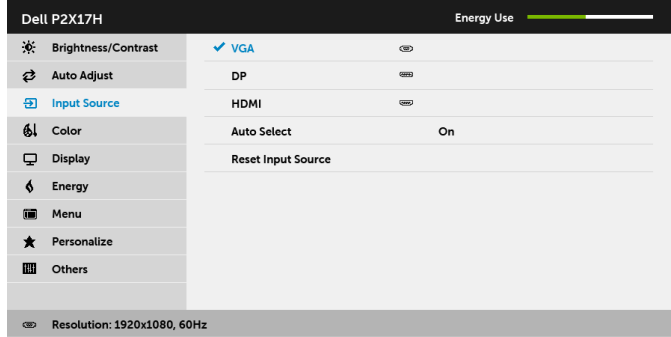 Dell P2X17H Energy Use
Brightness/Contrast VGA
Auto Adjust DP
Input Source HDMI
Color Auto Select On
Display Reset Input Source
Energy
Menu
Personalize
Others
Resolution: 1920x1080, 60Hz